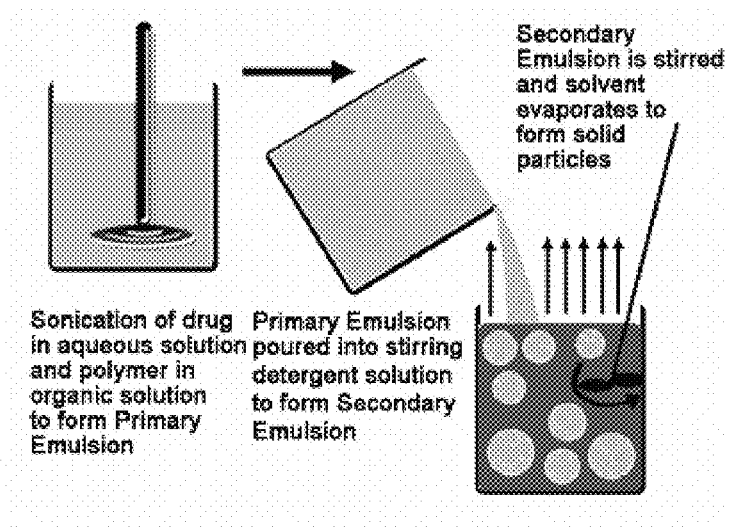 Secondary
Emulsion is stirred
and solvent
evaporates to
form solid
particles
Sonication of drug
in aqueous solution
and polymer in
organic solution
to form Primary
Emulsion
Primary Emulsion
poured into stirring
detergent solution
to form Secondary
Emulsion